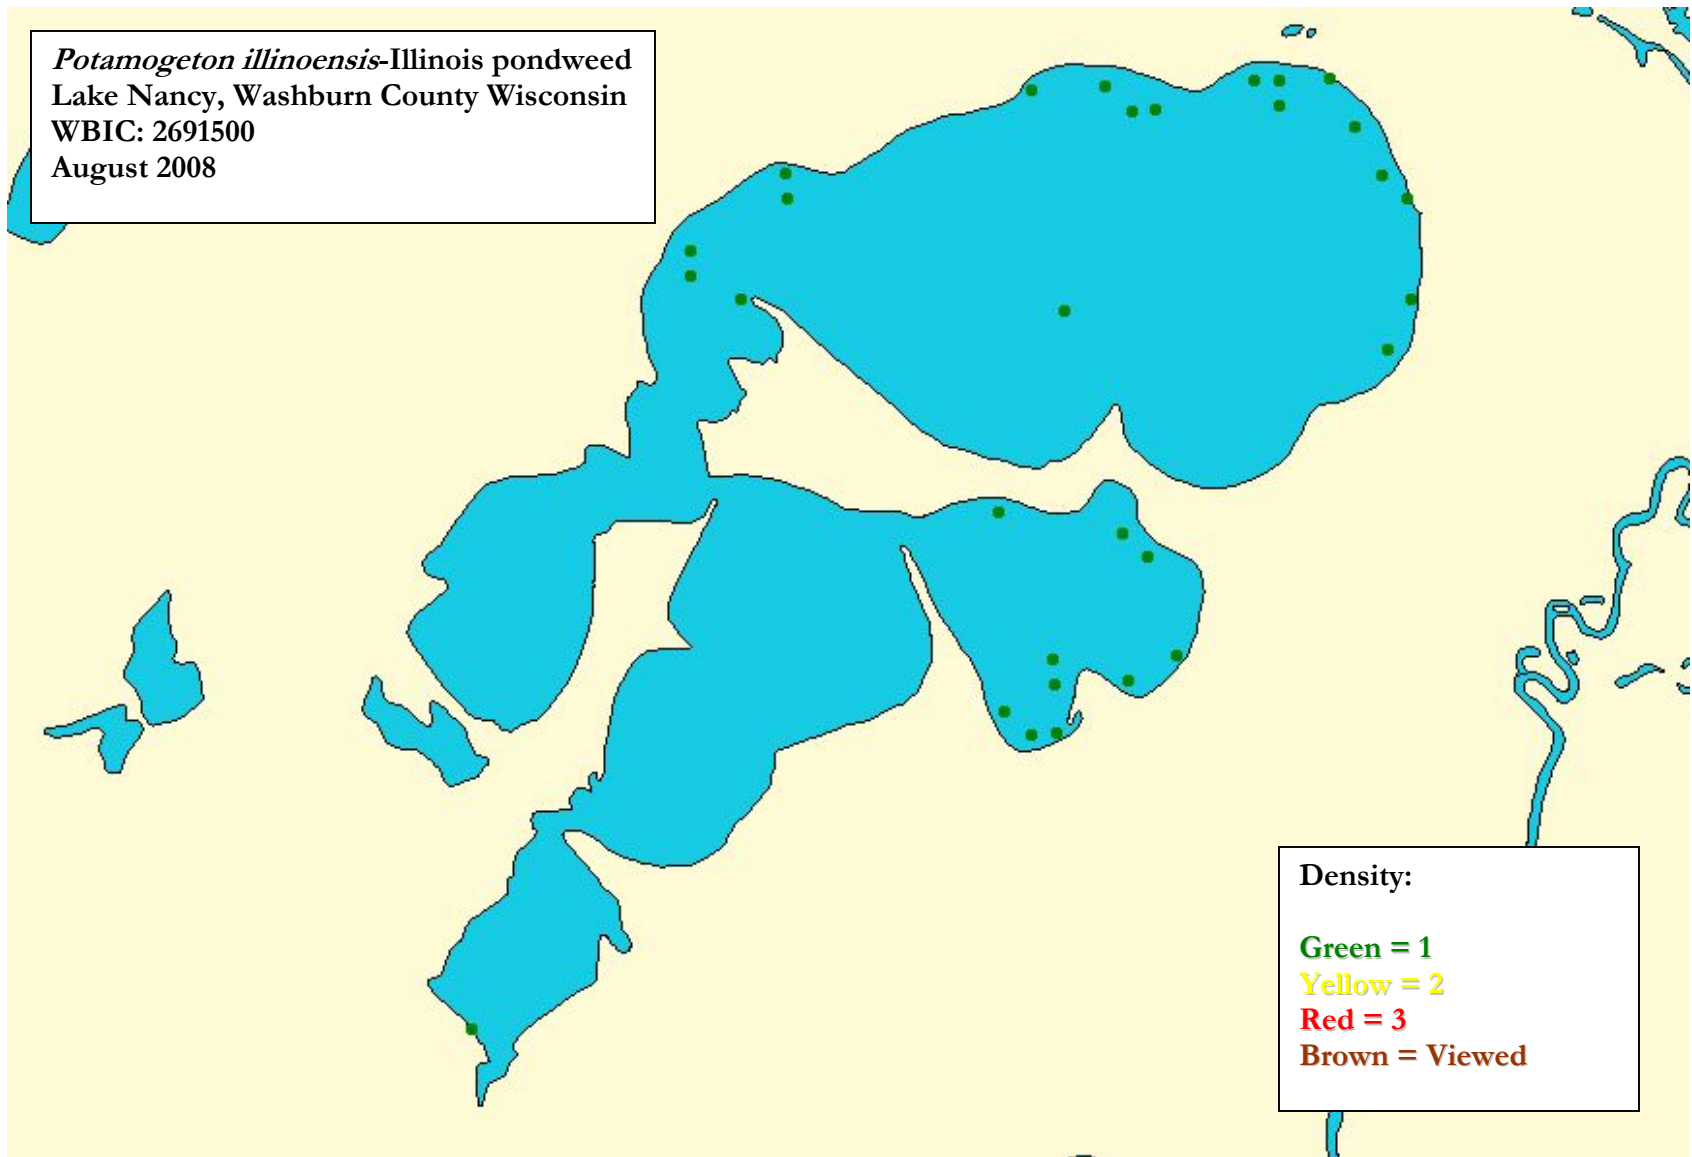 Potamogeton illinoensis-Illinois pondweed
Lake Nancy, Washburn County Wisconsin
WBIC: 2691500
August 2008
Density:
Green = 1
Yellow = 2
Red = 3
Brown = Viewed